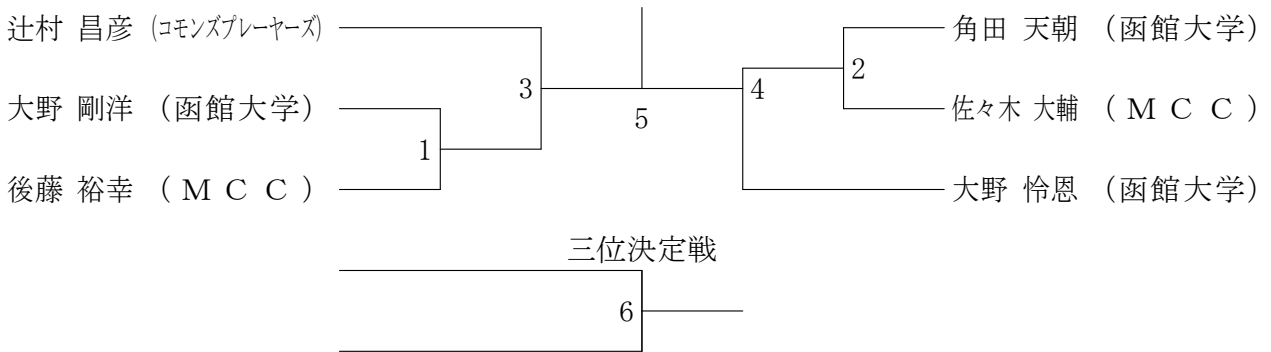 辻村 昌彦 (コモンズプレーヤーズ)
大野 剛洋 (函館大学)
後藤 裕幸 (ＭＣＣ)
1
3
5
4
2
角田 天朝 (函館大学)
佐々木 大輔 (ＭＣＣ)
大野 怜恩 (函館大学)
三位決定戦
6